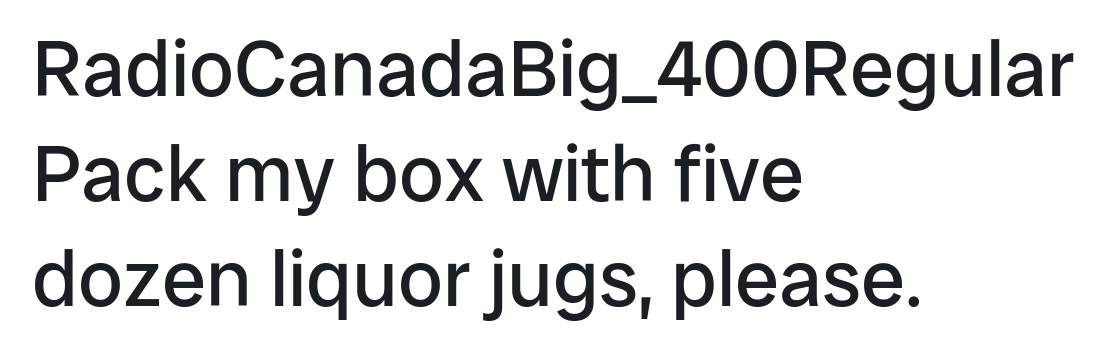 RadioCanadaBig_400Regular
Pack my box with five
dozen liquor jugs, please.